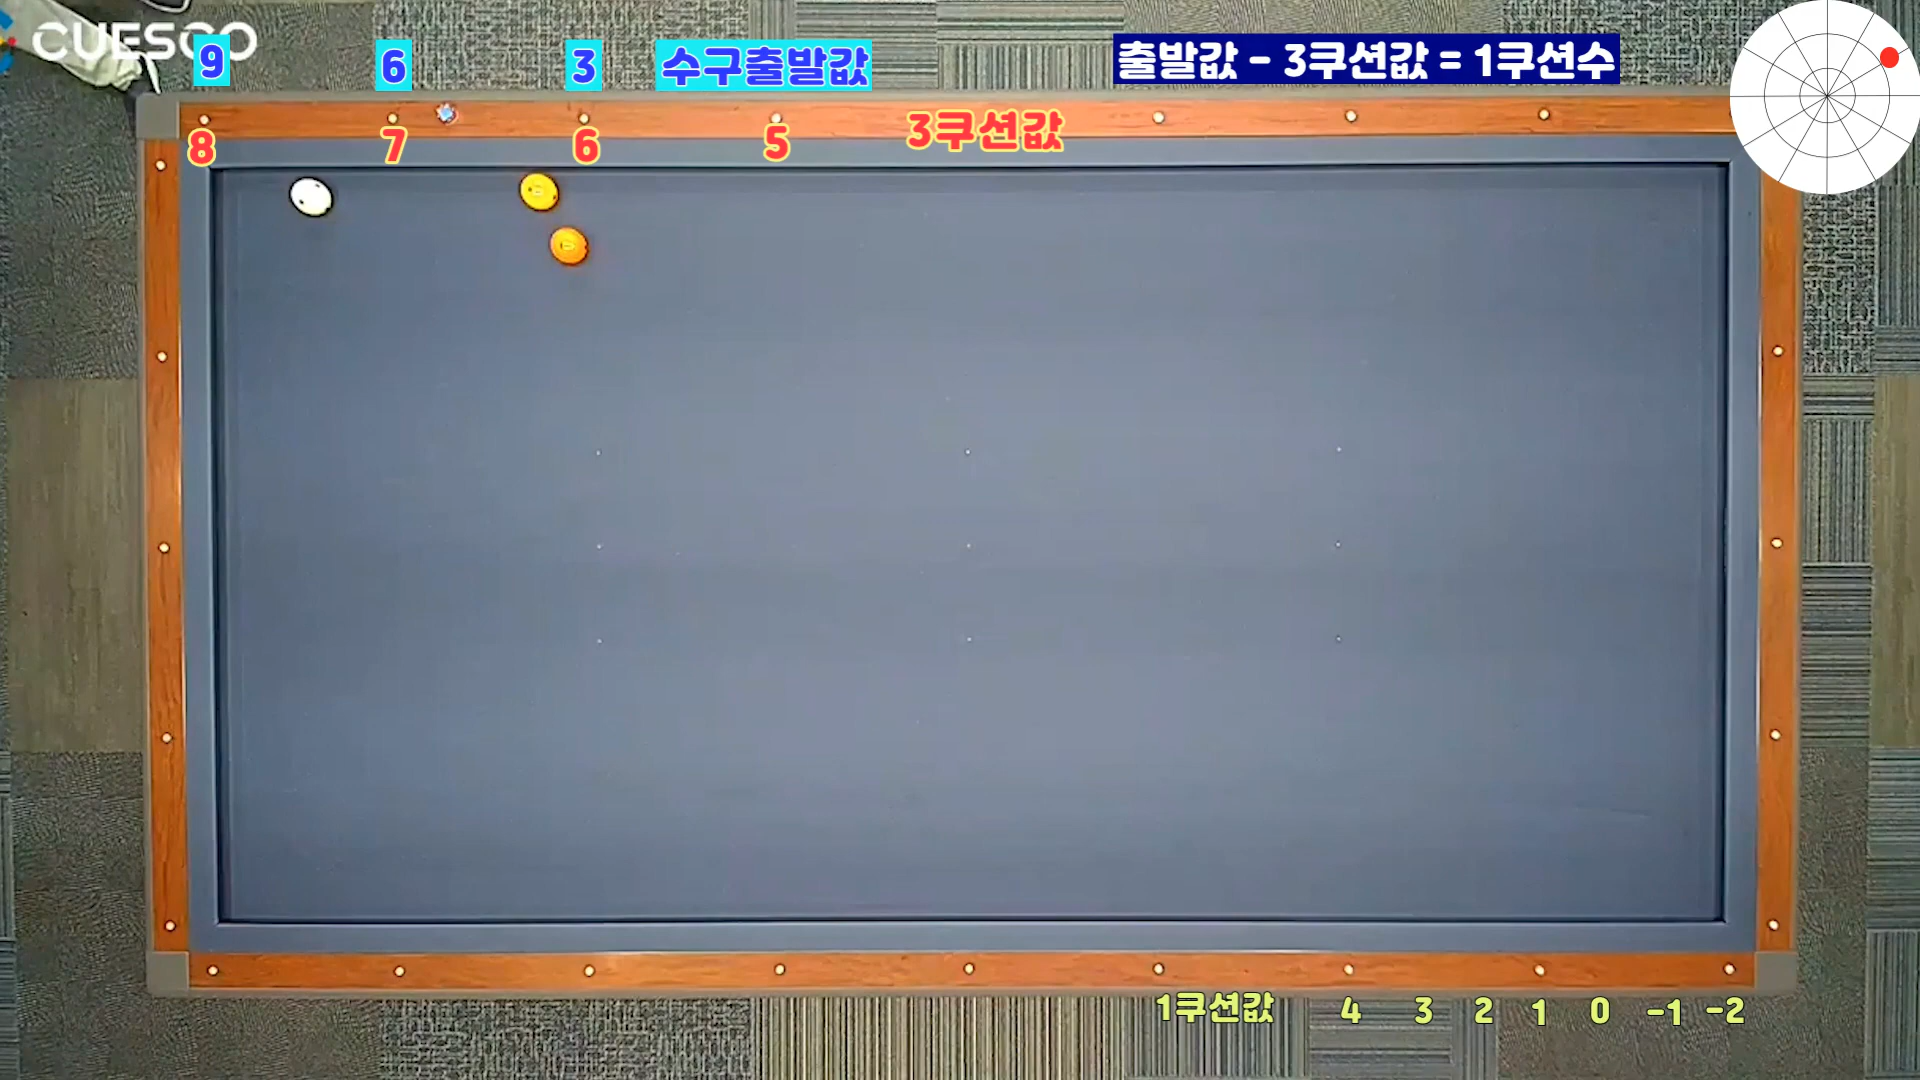 CUESCO
9 6 3 수구출발값
출발값 - 3쿠션값 = 1쿠션수
8 7 6 5 3쿠션값
1쿠션값 4 3 2 1 0 -1 -2